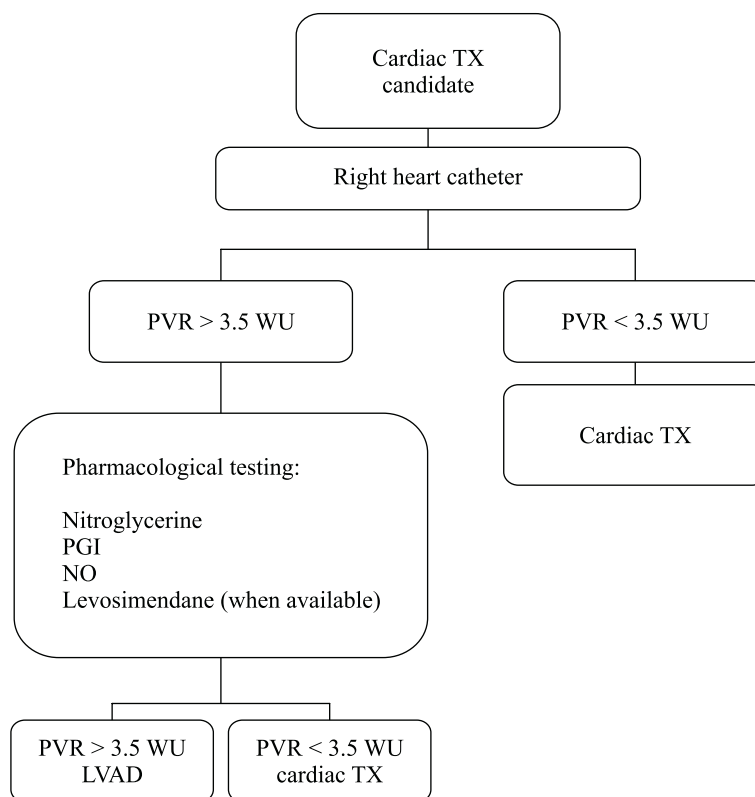 Cardiac TX
candidate
Right heart catheter
PVR > 3.5 WU
PVR < 3.5 WU
Cardiac TX
Pharmacological testing:
Nitroglycerine
PGI
NO
Levosimendane (when available)
PVR > 3.5 WU
LVAD
PVR < 3.5 WU
cardiac TX